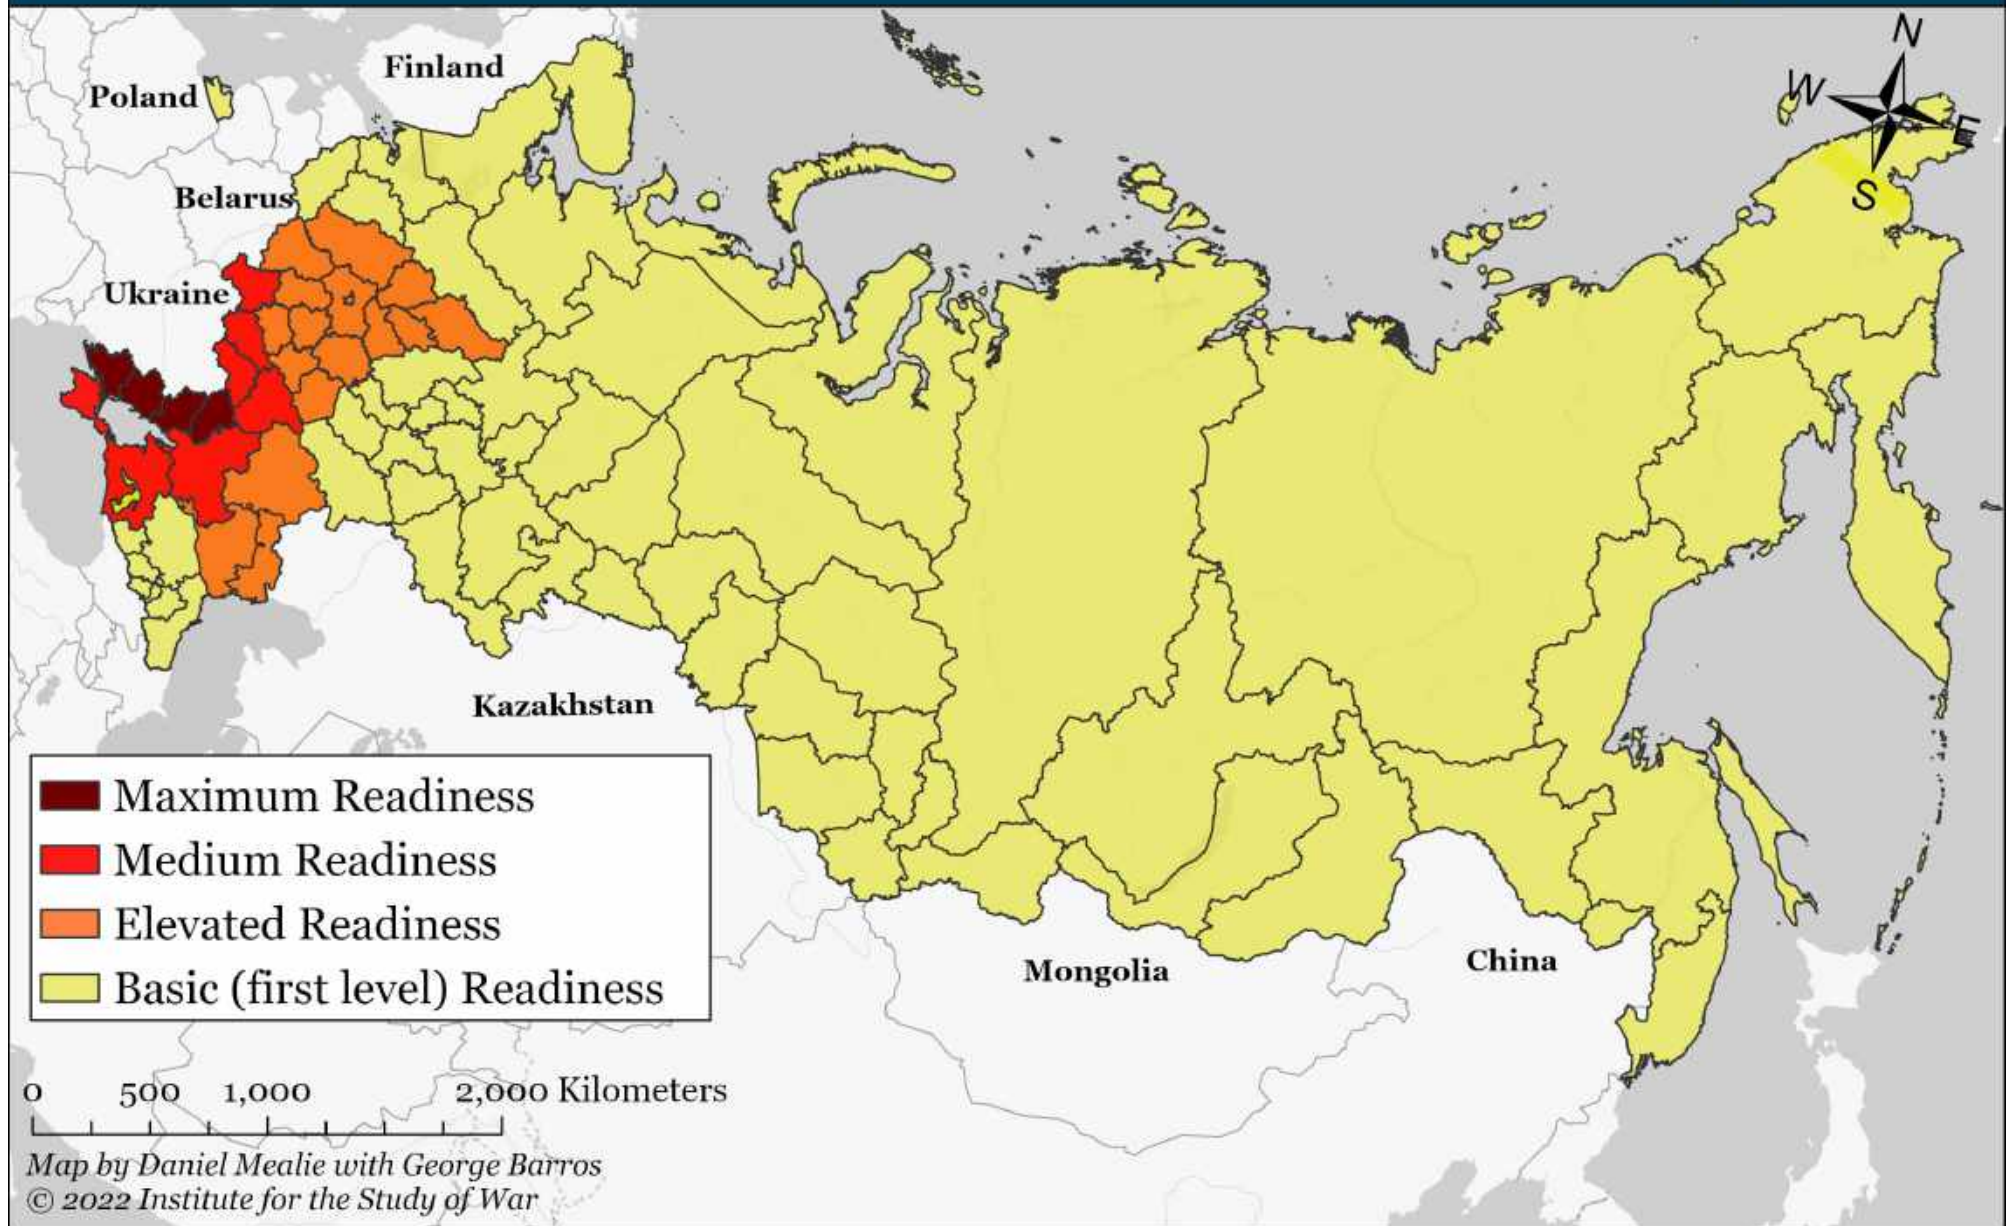 N
W
E
S
Finland
Poland
Belarus
Ukraine
Kazakhstan
Mongolia
China
Maximum Readiness
Medium Readiness
Elevated Readiness
Basic (first level) Readiness
0 500 1,000 2,000 Kilometers
Map by Daniel Mealie with George Barros
© 2022 Institute for the Study of War